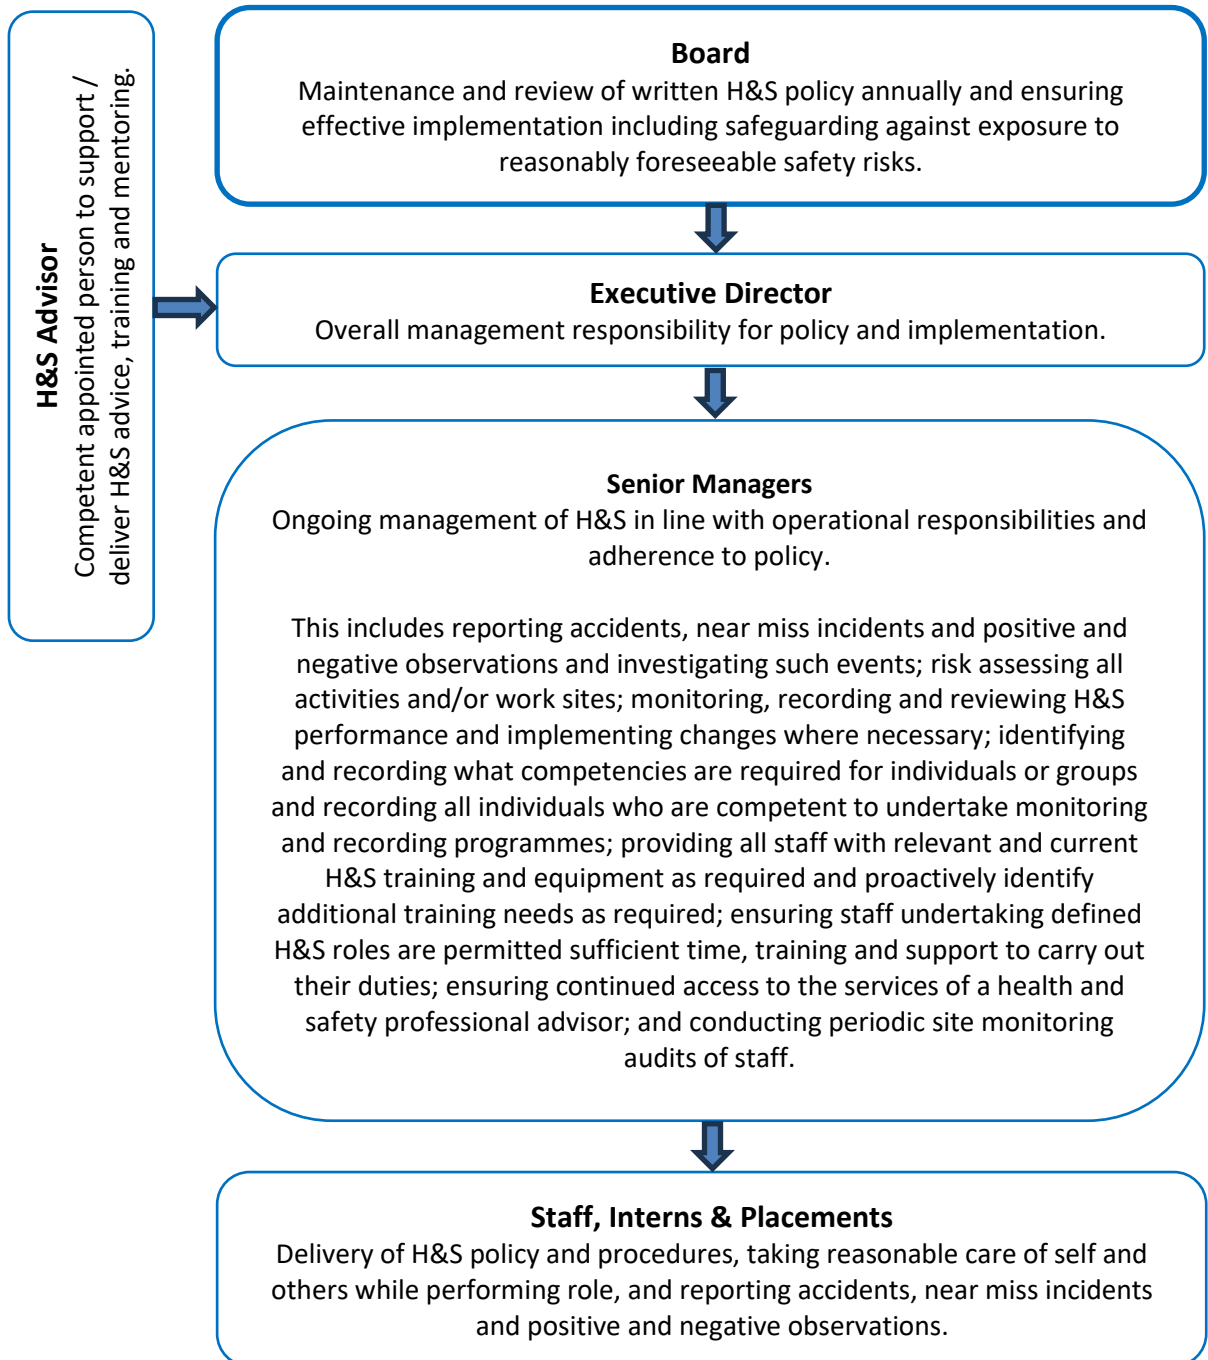 H&S Advisor
Competent appointed person to support /
deliver H&S advice, training and mentoring.
Board
Maintenance and review of written H&S policy annually and ensuring
effective implementation including safeguarding against exposure to
reasonably foreseeable safety risks.
Executive Director
Overall management responsibility for policy and implementation.
Senior Managers
Ongoing management of H&S in line with operational responsibilities and
adherence to policy.
This includes reporting accidents, near miss incidents and positive and
negative observations and investigating such events; risk assessing all
activities and/or work sites; monitoring, recording and reviewing H&S
performance and implementing changes where necessary; identifying
and recording what competencies are required for individuals or groups
and recording all individuals who are competent to undertake monitoring
and recording programmes; providing all staff with relevant and current
H&S training and equipment as required and proactively identify
additional training needs as required; ensuring staff undertaking defined
H&S roles are permitted sufficient time, training and support to carry out
their duties; ensuring continued access to the services of a health and
safety professional advisor; and conducting periodic site monitoring
audits of staff.
Staff, Interns & Placements
Delivery of H&S policy and procedures, taking reasonable care of self and
others while performing role, and reporting accidents, near miss incidents
and positive and negative observations.